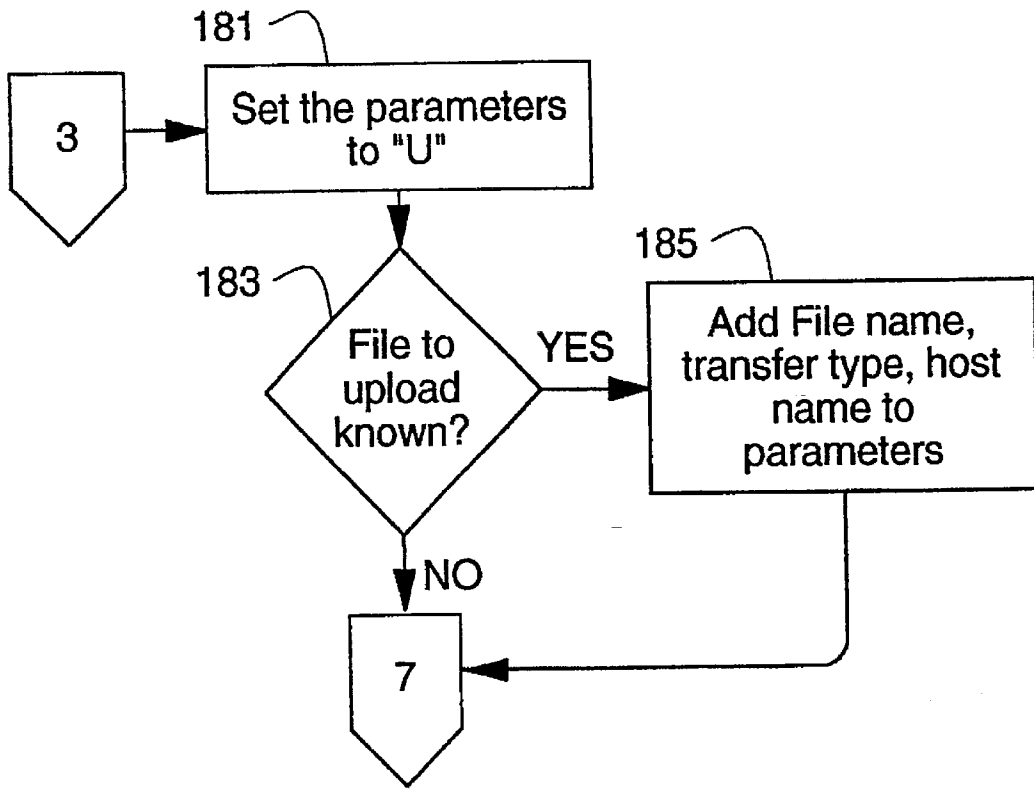 181
3
Set the parameters
to "U"
183
File to
upload
known?
YES
185
Add File name,
transfer type, host
name to
parameters
NO
7